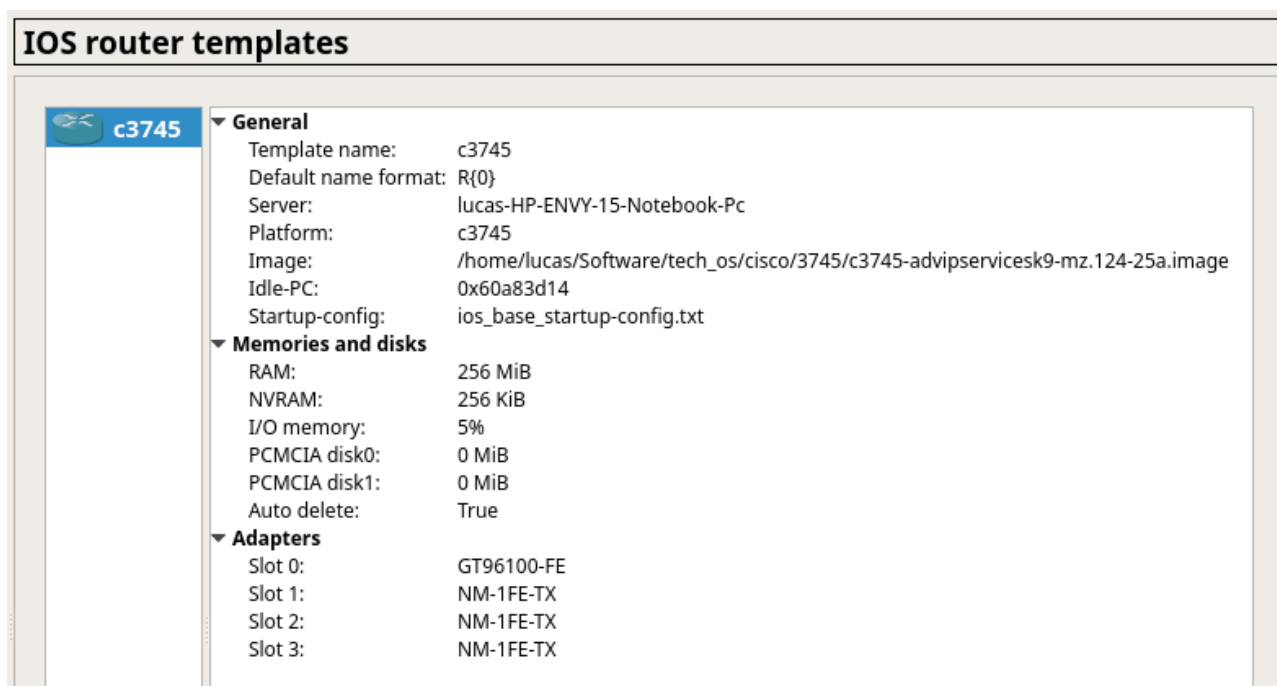 IOS router templates
c3745
General
Template name: c3745
Default name format: R{0}
Server: lucas-HP-ENVY-15-Notebook-Pc
Platform: c3745
Image: /home/lucas/Software/tech_os/cisco/3745/c3745-advipservicesk9-mz.124-25a.image
Idle-PC: 0x60a83d14
Startup-config: ios_base_startup-config.txt
Memories and disks
RAM: 256 MiB
NVRAM: 256 KiB
I/O memory: 5%
PCMCIA disk0: 0 MiB
PCMCIA disk1: 0 MiB
Auto delete: True
Adapters
Slot 0: GT96100-FE
Slot 1: NM-1FE-TX
Slot 2: NM-1FE-TX
Slot 3: NM-1FE-TX